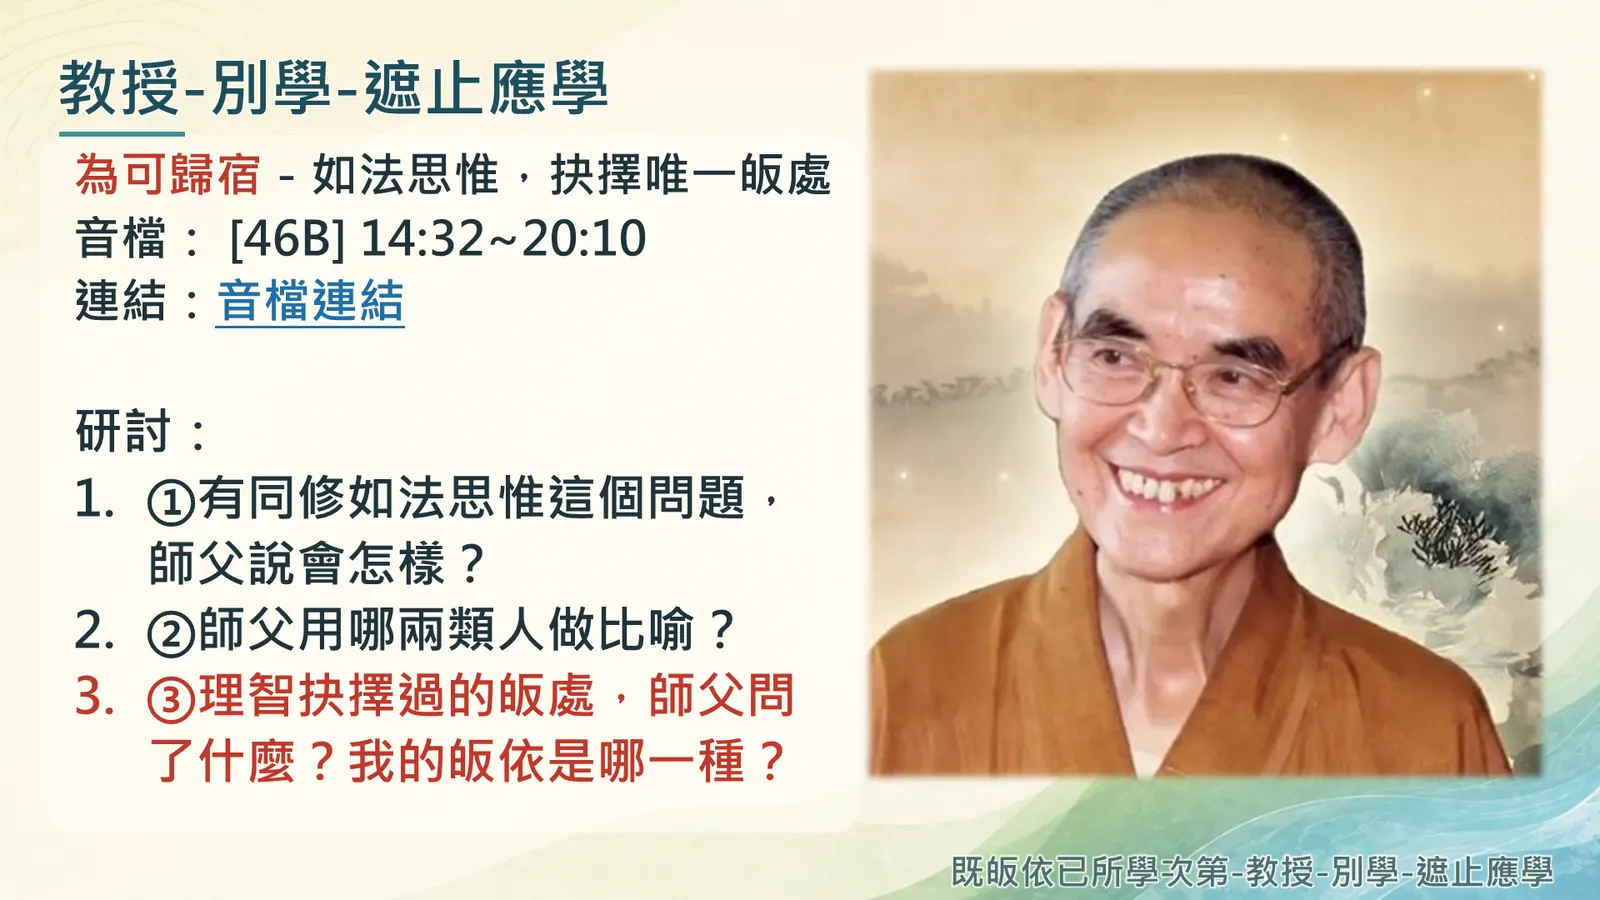 教授-別學-遮止應學
為可歸宿 - 如法思惟，抉擇唯一皈處
音檔： [46B] 14:32~20:10
連結：音檔連結
研討：
1. ①有同修如法思惟這個問題，
師父說會怎樣？
2. ②師父用哪兩類人做比喻？
3. ③理智抉擇過的皈處，師父問
了什麼？我的皈依是哪一種？
既皈依已所學次第-教授-別學-遮止應學